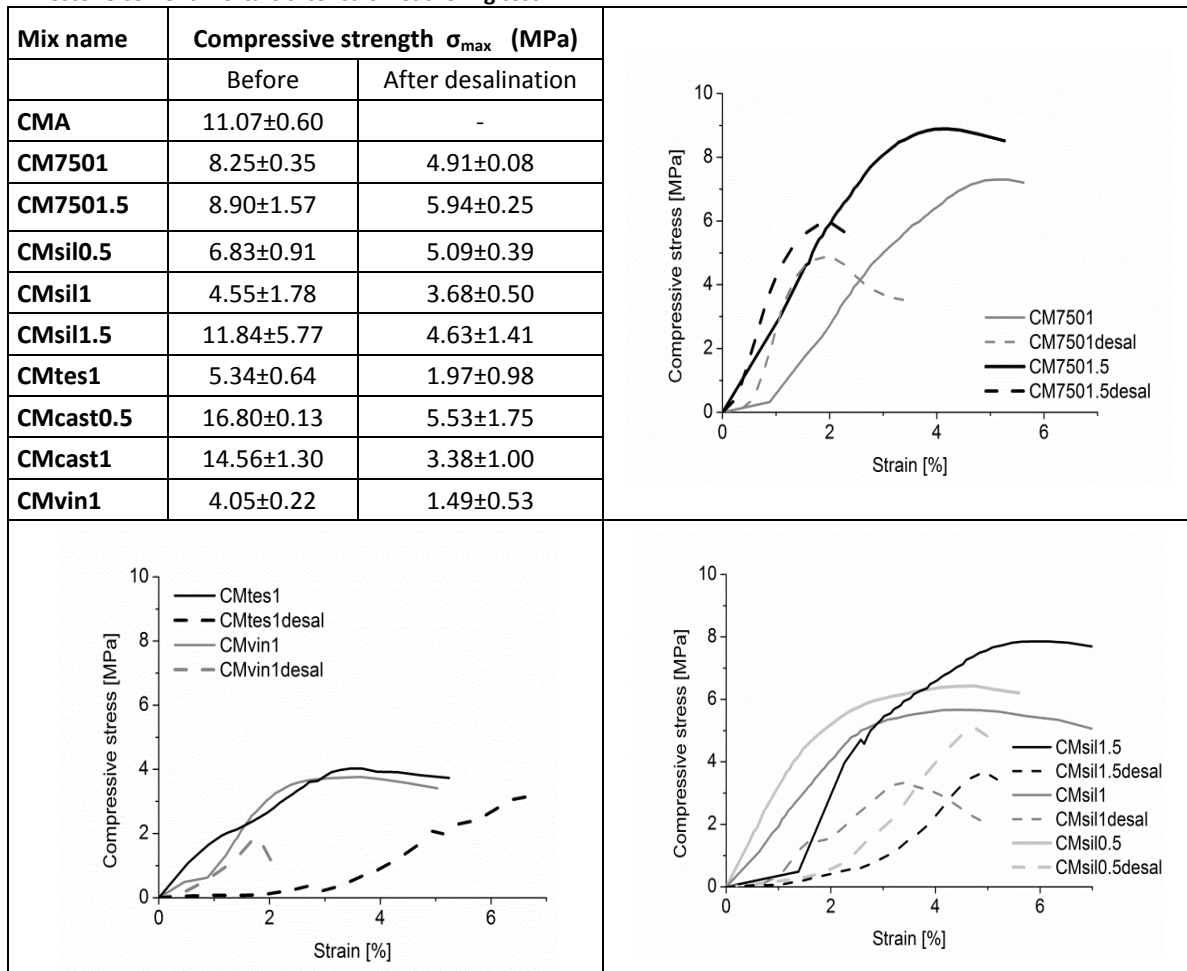 Mix name Compressive strength σmax (MPa)
Before After desalination
CMA 11.07±0.60 -
CM7501 8.25±0.35 4.91±0.08
CM7501.5 8.90±1.57 5.94±0.25
CMsil0.5 6.83±0.91 5.09±0.39
CMsil1 4.55±1.78 3.68±0.50
CMsil1.5 11.84±5.77 4.63±1.41
CMtes1 5.34±0.64 1.97±0.98
CMcast0.5 16.80±0.13 5.53±1.75
CMcast1 14.56±1.30 3.38±1.00
CMvin1 4.05±0.22 1.49±0.53
Compressive stress [MPa]
10
8
6
4
2
0
0 2 4 6
Strain [%]
CM7501
CM7501desal
CM7501.5
CM7501.5desal
Compressive stress [MPa]
10
8
6
4
2
0
0 2 4 6
Strain [%]
CMtes1
CMtes1desal
CMvin1
CMvin1desal
Compressive stress [MPa]
10
8
6
4
2
0
0 2 4 6
Strain [%]
CMsil1.5
CMsil1.5desal
CMsil1
CMsil1desal
CMsil0.5
CMsil0.5desal